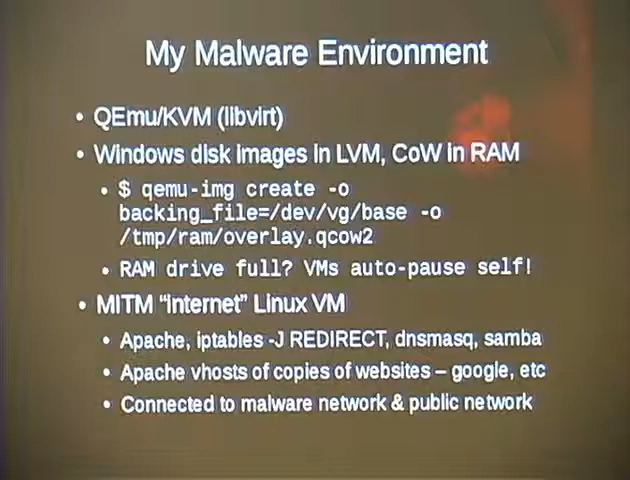 My Malware Environment
• QEmu/KVM (libvirt)
• Windows disk images in LVM, CoW in RAM
• $ qemu-img create -o
backing_file=/dev/vg/base -o
/tmp/ram/overlay.qcow2
• RAM drive full? VMs auto-pause self!
• MITM “internet” Linux VM
• Apache, iptables -J REDIRECT, dnsmasq, samba
• Apache vhosts of copies of websites – google, etc
• Connected to malware network & public network